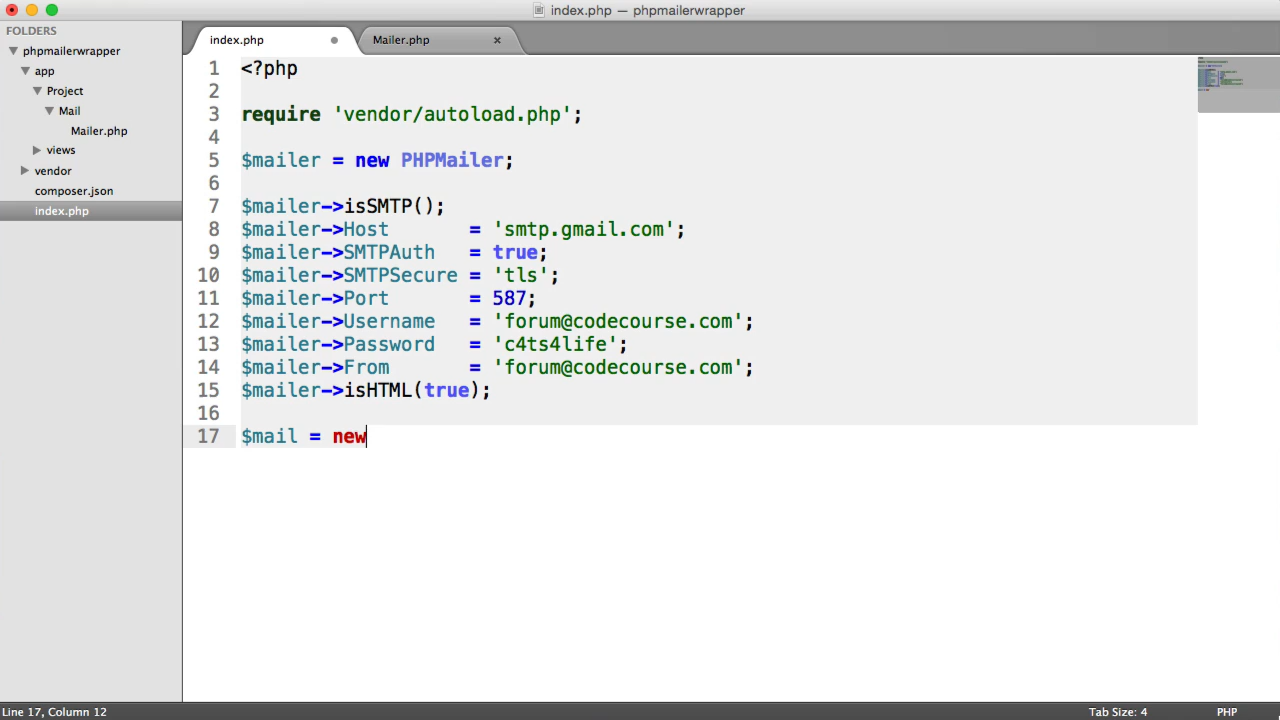 index.php — phpmailerwrapper
FOLDERS
phpmailerwrapper
app
Project
Mail
Mailer.php
views
vendor
composer.json
index.php
index.php
Mailer.php
1 <?php
2
3 require 'vendor/autoload.php';
4
5 $mailer = new PHPMailer;
6
7 $mailer->isSMTP();
8 $mailer->Host       = 'smtp.gmail.com';
9 $mailer->SMTPAuth   = true;
10 $mailer->SMTPSecure = 'tls';
11 $mailer->Port       = 587;
12 $mailer->Username   = 'forum@codecourse.com';
13 $mailer->Password   = 'c4ts4life';
14 $mailer->From       = 'forum@codecourse.com';
15 $mailer->isHTML(true);
16
17 $mail = new
Line 17, Column 12
Tab Size: 4
PHP